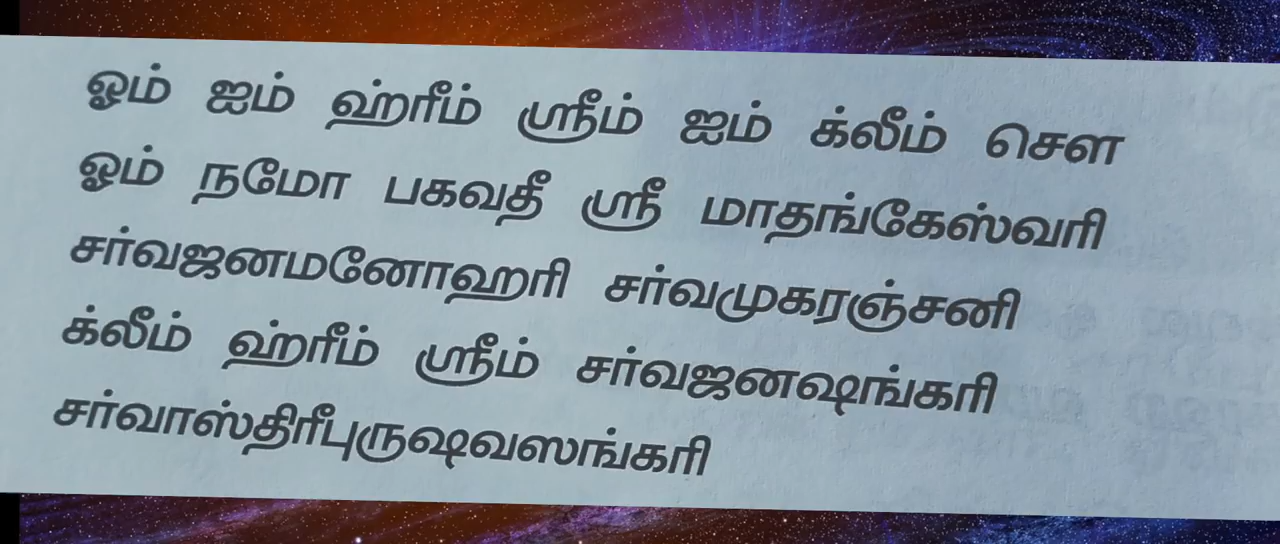 ஓம் ஐம் ஹ்ரீம் ஸ்ரீம் ஐம் க்லீம் சௌ
ஓம் நமோ பகவதீ ஸ்ரீ மாதங்கேஸ்வரி
சர்வஜனமனோஹரி சர்வமுகரஞ்சனி
க்லீம் ஹ்ரீம் ஸ்ரீம் சர்வஜனஷங்கரி
சர்வாஸ்திரீபுருஷவஸங்கரி